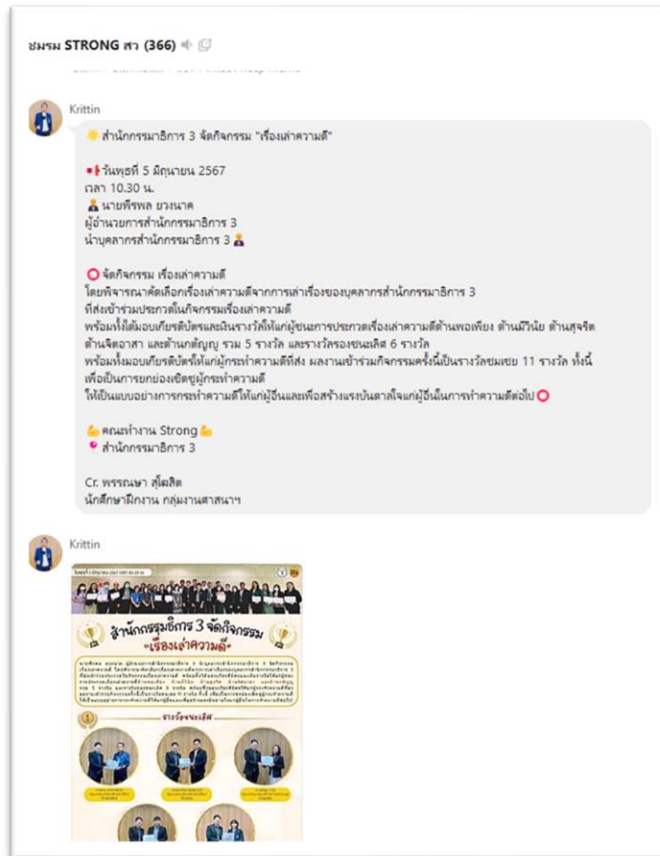 ชมรม STRONG สว (366)
Krittin
สำนักกรรมาธิการ 3 จัดกิจกรรม "เรื่องเล่าความดี"
วันพุธที่ 5 มิถุนายน 2567
เวลา 10.30 น.
นายพีรพล ยวงนาค
ผู้อำนวยการสำนักกรรมาธิการ 3
นำบุคลากรสำนักกรรมาธิการ 3
จัดกิจกรรม เรื่องเล่าความดี
โดยพิจารณาคัดเลือกเรื่องเล่าความดีจากการเล่าเรื่องของบุคลากรสำนักกรรมาธิการ 3
ที่ส่งเข้าร่วมประกวดในกิจกรรมเรื่องเล่าความดี
พร้อมทั้งได้มอบเกียรติบัตรและเงินรางวัลให้แก่ผู้ชนะการประกวดเรื่องเล่าความดีด้านพอเพียง ด้านมีวินัย ด้านสุจริต
ด้านจิตอาสา และด้านกตัญญู รวม 5 รางวัล และรางวัลรองชนะเลิศ 6 รางวัล
พร้อมทั้งมอบเกียรติบัตรให้แก่ผู้กระทำความดีที่ส่ง ผลงานเข้าร่วมกิจกรรมครั้งนี้เป็นรางวัลชมเชย 11 รางวัล ทั้งนี้
เพื่อเป็นการยกย่องเชิดชูผู้กระทำความดี
ให้เป็นแบบอย่างการกระทำความดีให้แก่ผู้อื่นและเพื่อสร้างแรงบันดาลใจแก่ผู้อื่นในการทำความดีต่อไป
คณะทำงาน Strong
สำนักกรรมาธิการ 3
Cr. พรรณษา สุโฆสิต
นักศึกษาฝึกงาน กลุ่มงานศาสนาฯ
Krittin
สำนักกรรมาธิการ 3 จัดกิจกรรม
"เรื่องเล่าความดี"
รางวัลชนะเลิศ